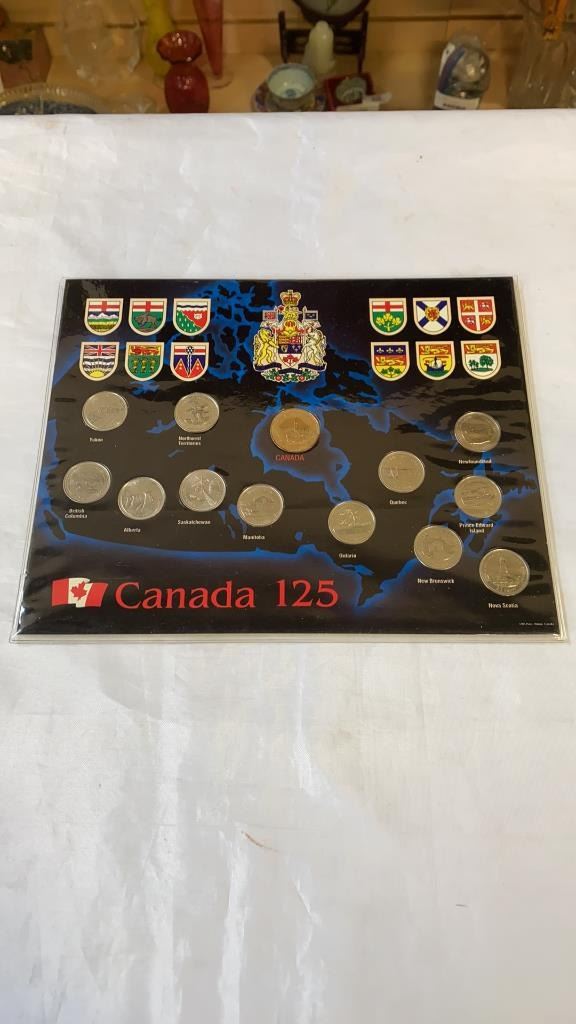 Yukon
Northwest
Territories
CANADA
Newfoundland
British
Columbia
Alberta
Saskatchewan
Manitoba
Quebec
Prince Edward
Island
Ontario
New Brunswick
Nova Scotia
Canada 125